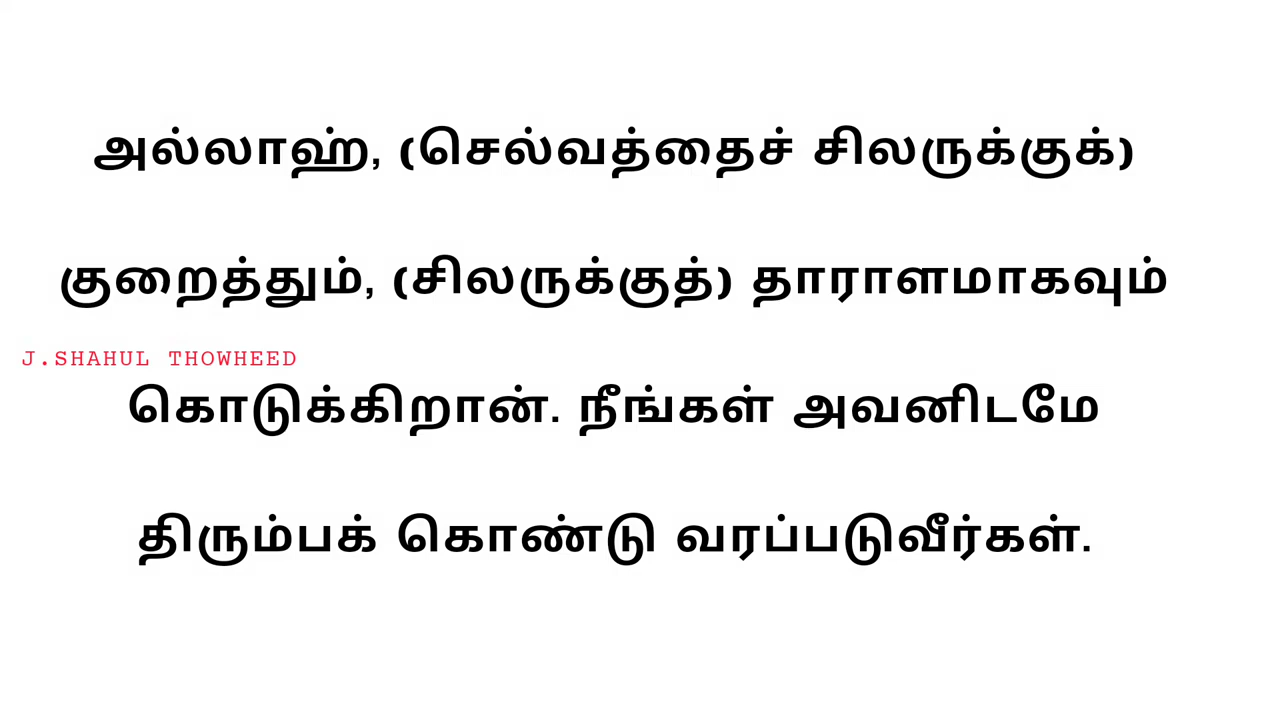 அல்லாஹ், (செல்வத்தைச் சிலருக்குக்)
குறைத்தும், (சிலருக்குத்) தாராளமாகவும்
J.SHAHUL THOWHEED
கொடுக்கிறான். நீங்கள் அவனிடமே
திரும்பக் கொண்டு வரப்படுவீர்கள்.